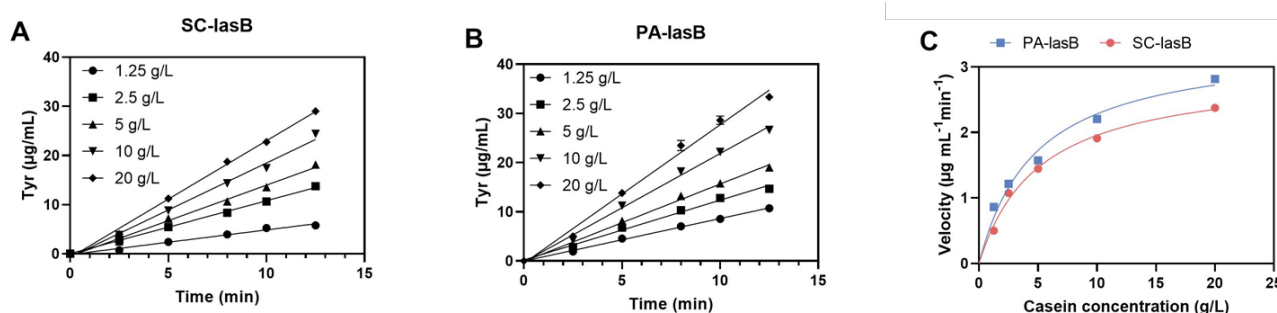 A
SC-lasB
Tyr (µg/mL)
40
30
20
10
0
1.25 g/L
2.5 g/L
5 g/L
10 g/L
20 g/L
0 5 10 15
Time (min)
B
PA-lasB
Tyr (µg/mL)
40
30
20
10
0
1.25 g/L
2.5 g/L
5 g/L
10 g/L
20 g/L
0 5 10 15
Time (min)
C
PA-lasB SC-lasB
Velocity (µg mL⁻¹min⁻¹)
3
2
1
0
0 5 10 15 20 25
Casein concentration (g/L)